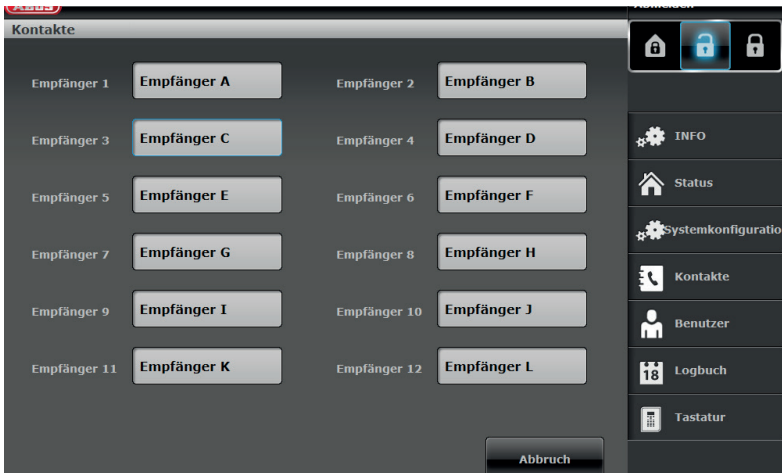 ABUS
Abmelden
Kontakte
Empfänger 1 Empfänger A Empfänger 2 Empfänger B
Empfänger 3 Empfänger C Empfänger 4 Empfänger D
Empfänger 5 Empfänger E Empfänger 6 Empfänger F
Empfänger 7 Empfänger G Empfänger 8 Empfänger H
Empfänger 9 Empfänger I Empfänger 10 Empfänger J
Empfänger 11 Empfänger K Empfänger 12 Empfänger L
Abbruch
INFO
Status
Systemkonfiguratio
Kontakte
Benutzer
18
Logbuch
Tastatur